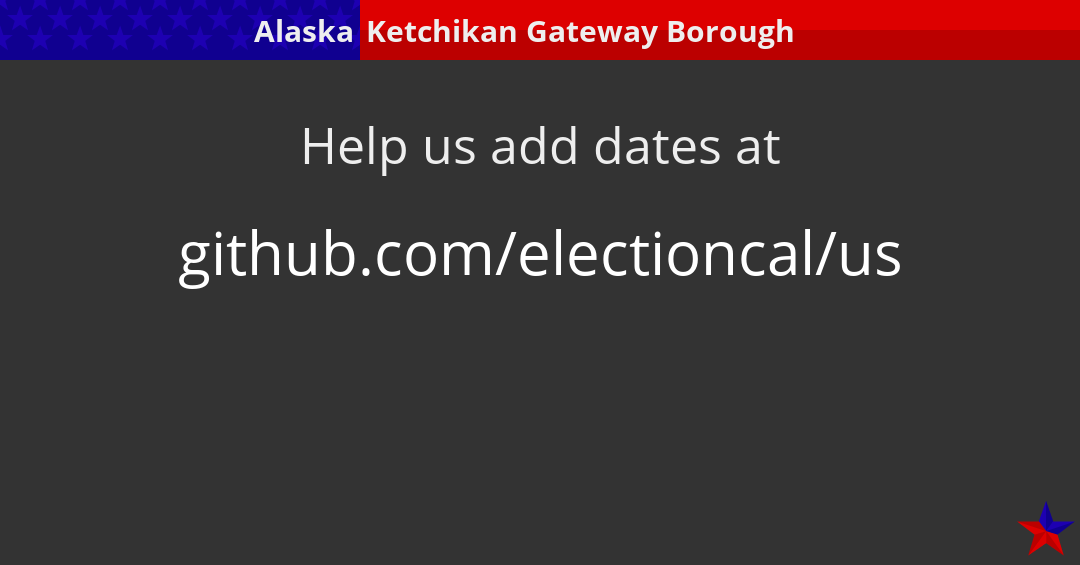 Alaska Ketchikan Gateway Borough
Help us add dates at
github.com/electioncal/us